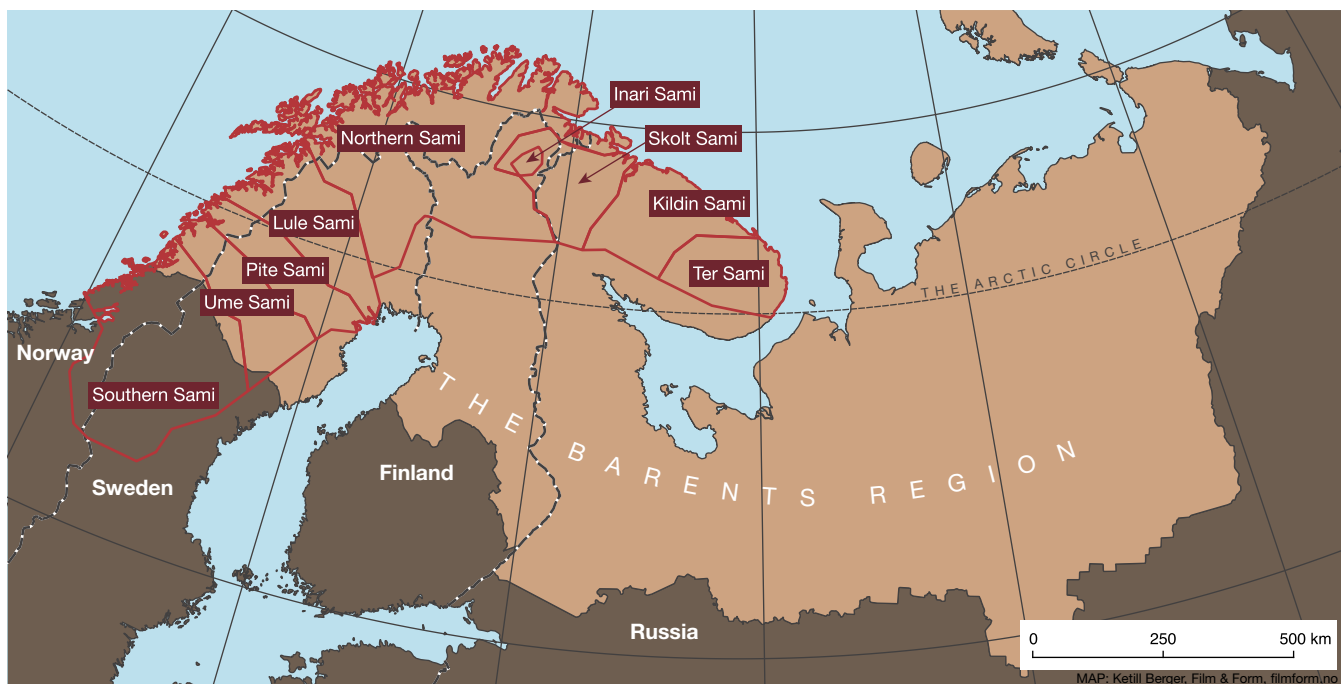 Inari Sami
Northern Sami
Skolt Sami
Kildin Sami
Lule Sami
Pite Sami
Ter Sami
Ume Sami
THE ARCTIC CIRCLE
Norway
Southern Sami
Sweden
Finland
THE BARENTS REGION
Russia
0 250 500 km
MAP: Ketill Berger, Film & Form, filmform.no